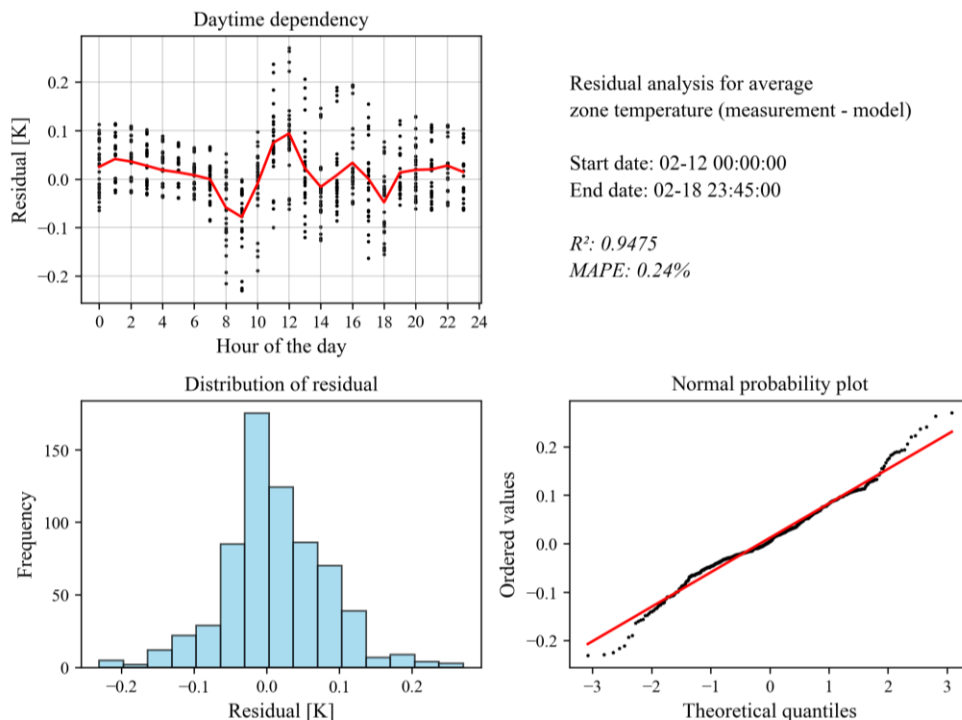 Daytime dependency
Residual [K]
0.2
0.1
0.0
−0.1
−0.2
0 2 4 6 8 10 12 14 16 18 20 22 24
Hour of the day
Residual analysis for average
zone temperature (measurement - model)
Start date: 02-12 00:00:00
End date: 02-18 23:45:00
R²: 0.9475
MAPE: 0.24%
Distribution of residual
Frequency
150
100
50
0
−0.2 −0.1 0.0 0.1 0.2
Residual [K]
Normal probability plot
Ordered values
0.2
0.1
0.0
−0.1
−0.2
−3 −2 −1 0 1 2 3
Theoretical quantiles